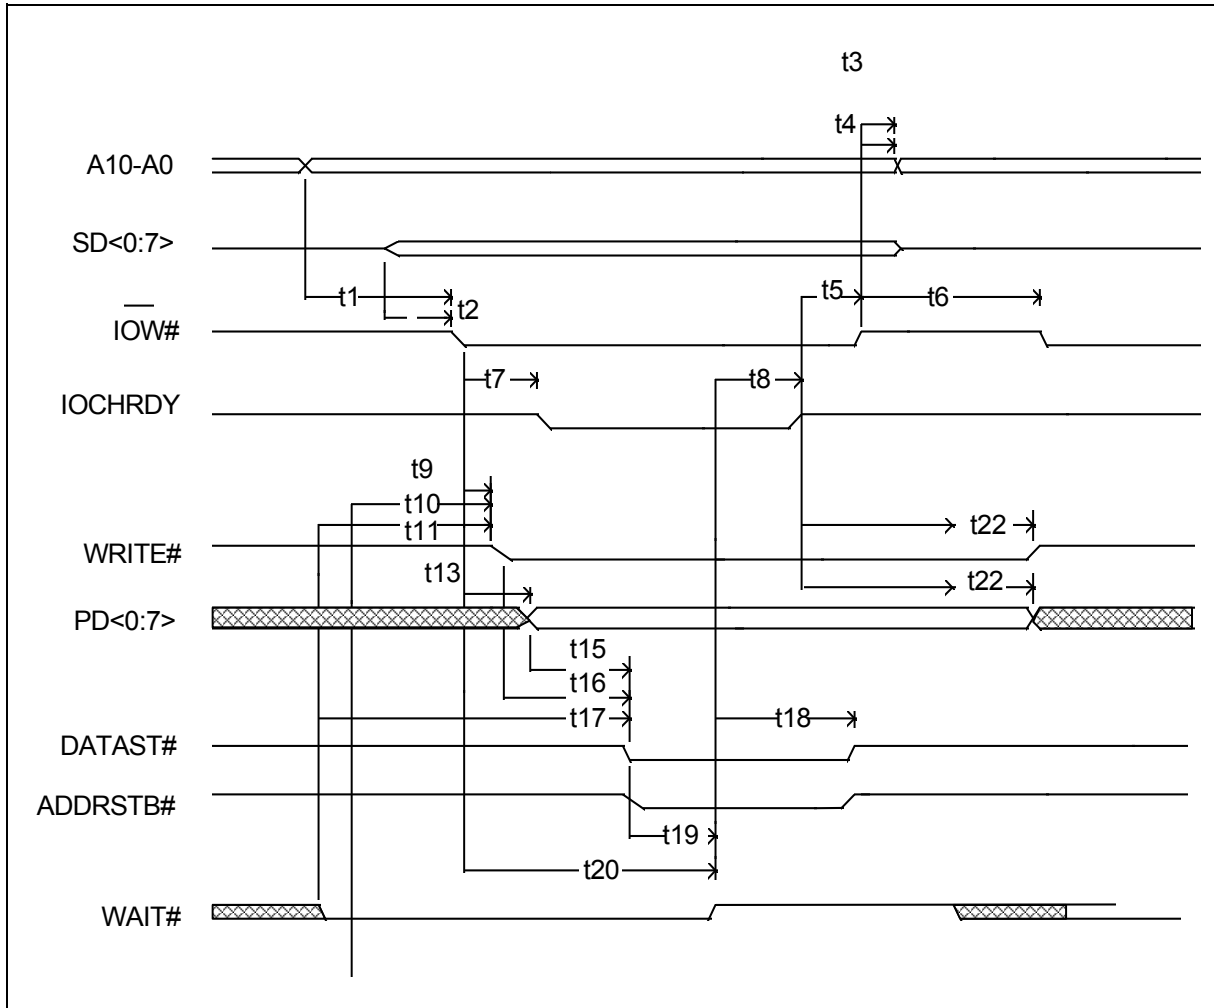 t3
t4
A10-A0
SD<0:7>
t1
t2
t5
t6
IOW#
t7
t8
IOCHRDY
t9
t10
t11
t22
WRITE#
t13
t22
PD<0:7>
t15
t16
t17
t18
DATAST#
ADDRSTB#
t19
t20
WAIT#